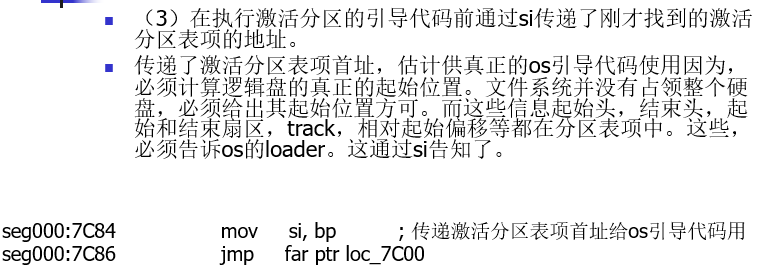 （3）在执行激活分区的引导代码前通过si传递了刚才找到的激活
分区表项的地址。
传递了激活分区表项首址，估计供真正的os引导代码使用因为，
必须计算逻辑盘的真正的起始位置。文件系统并没有占领整个硬
盘，必须给出其起始位置方可。而这些信息起始头，结束头，起
始和结束扇区，track，相对起始偏移等都在分区表项中。这些，
必须告诉os的loader。这通过si告知了。
seg000:7C84 mov si, bp ; 传递激活分区表项首址给os引导代码用
seg000:7C86 jmp far ptr loc_7C00